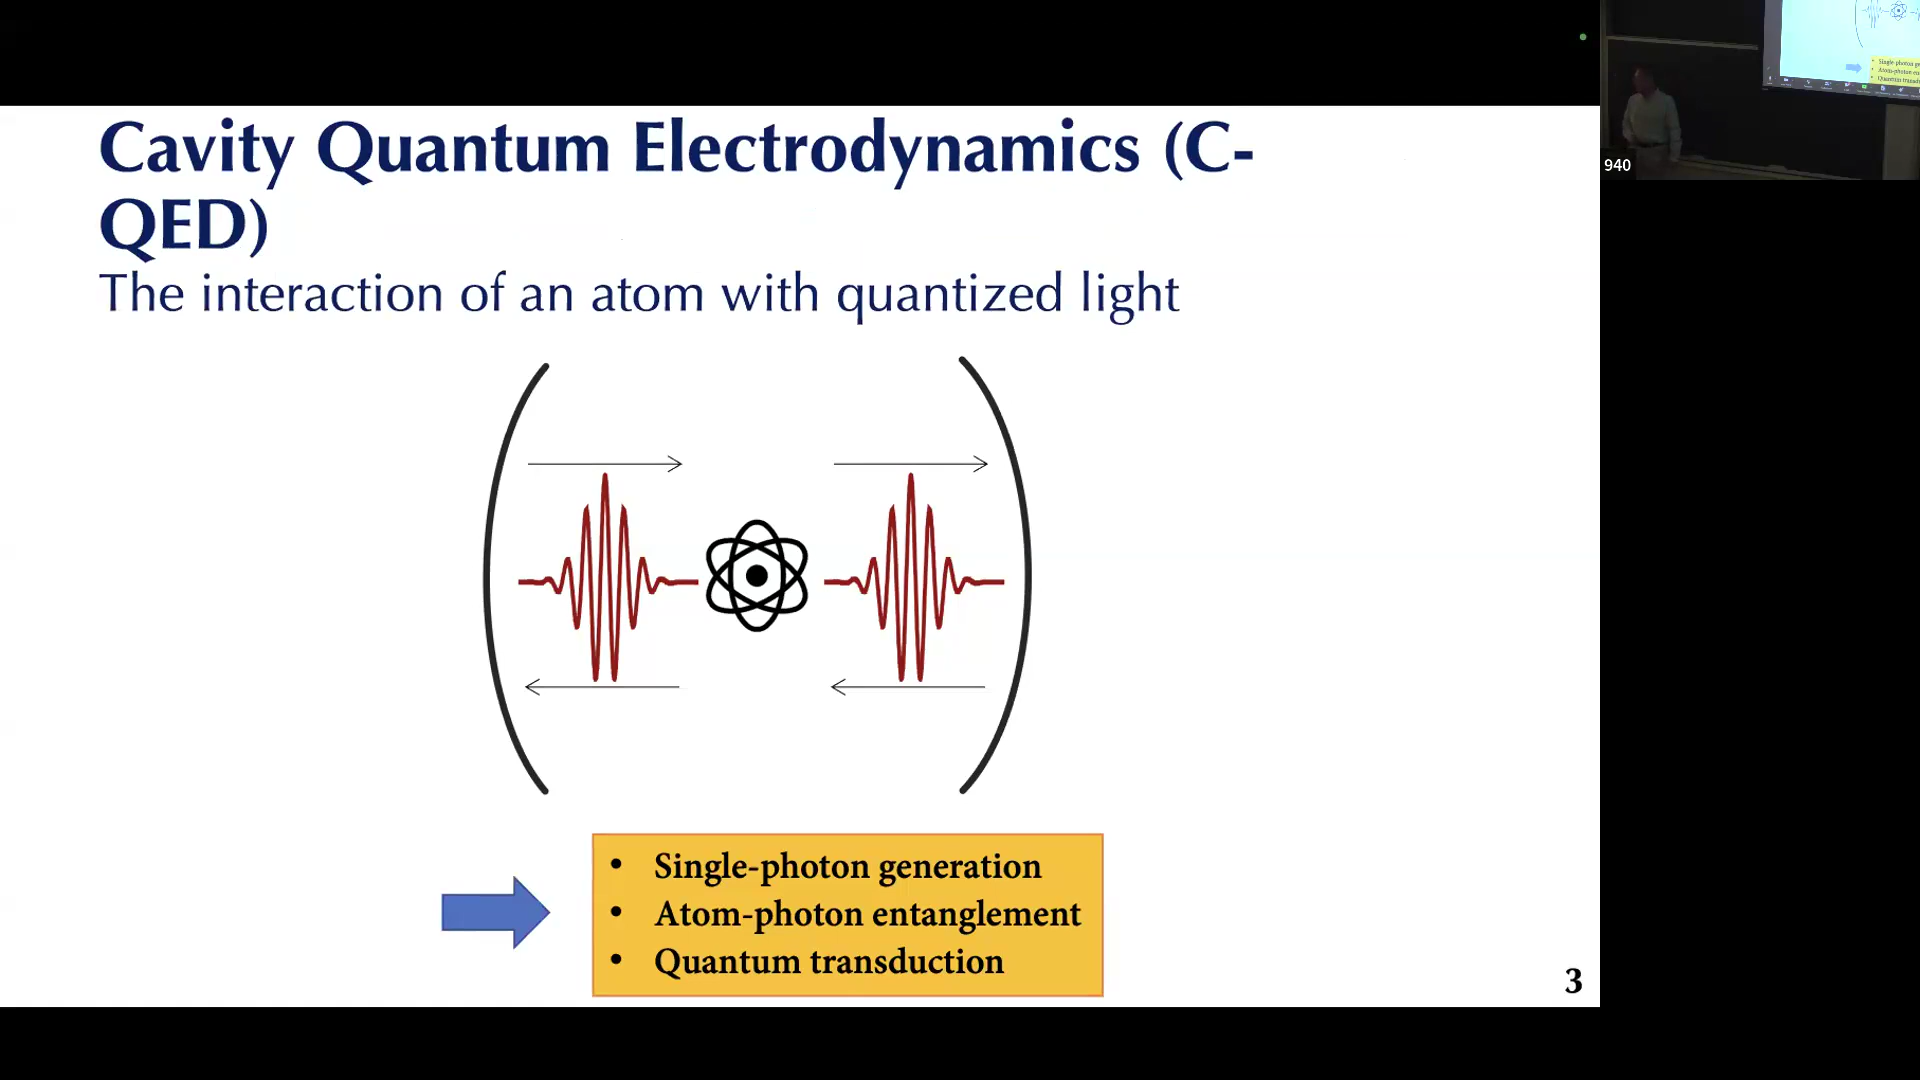 Cavity Quantum Electrodynamics (C-
QED)
The interaction of an atom with quantized light
• Single-photon generation
• Atom-photon entanglement
• Quantum transduction
3
940